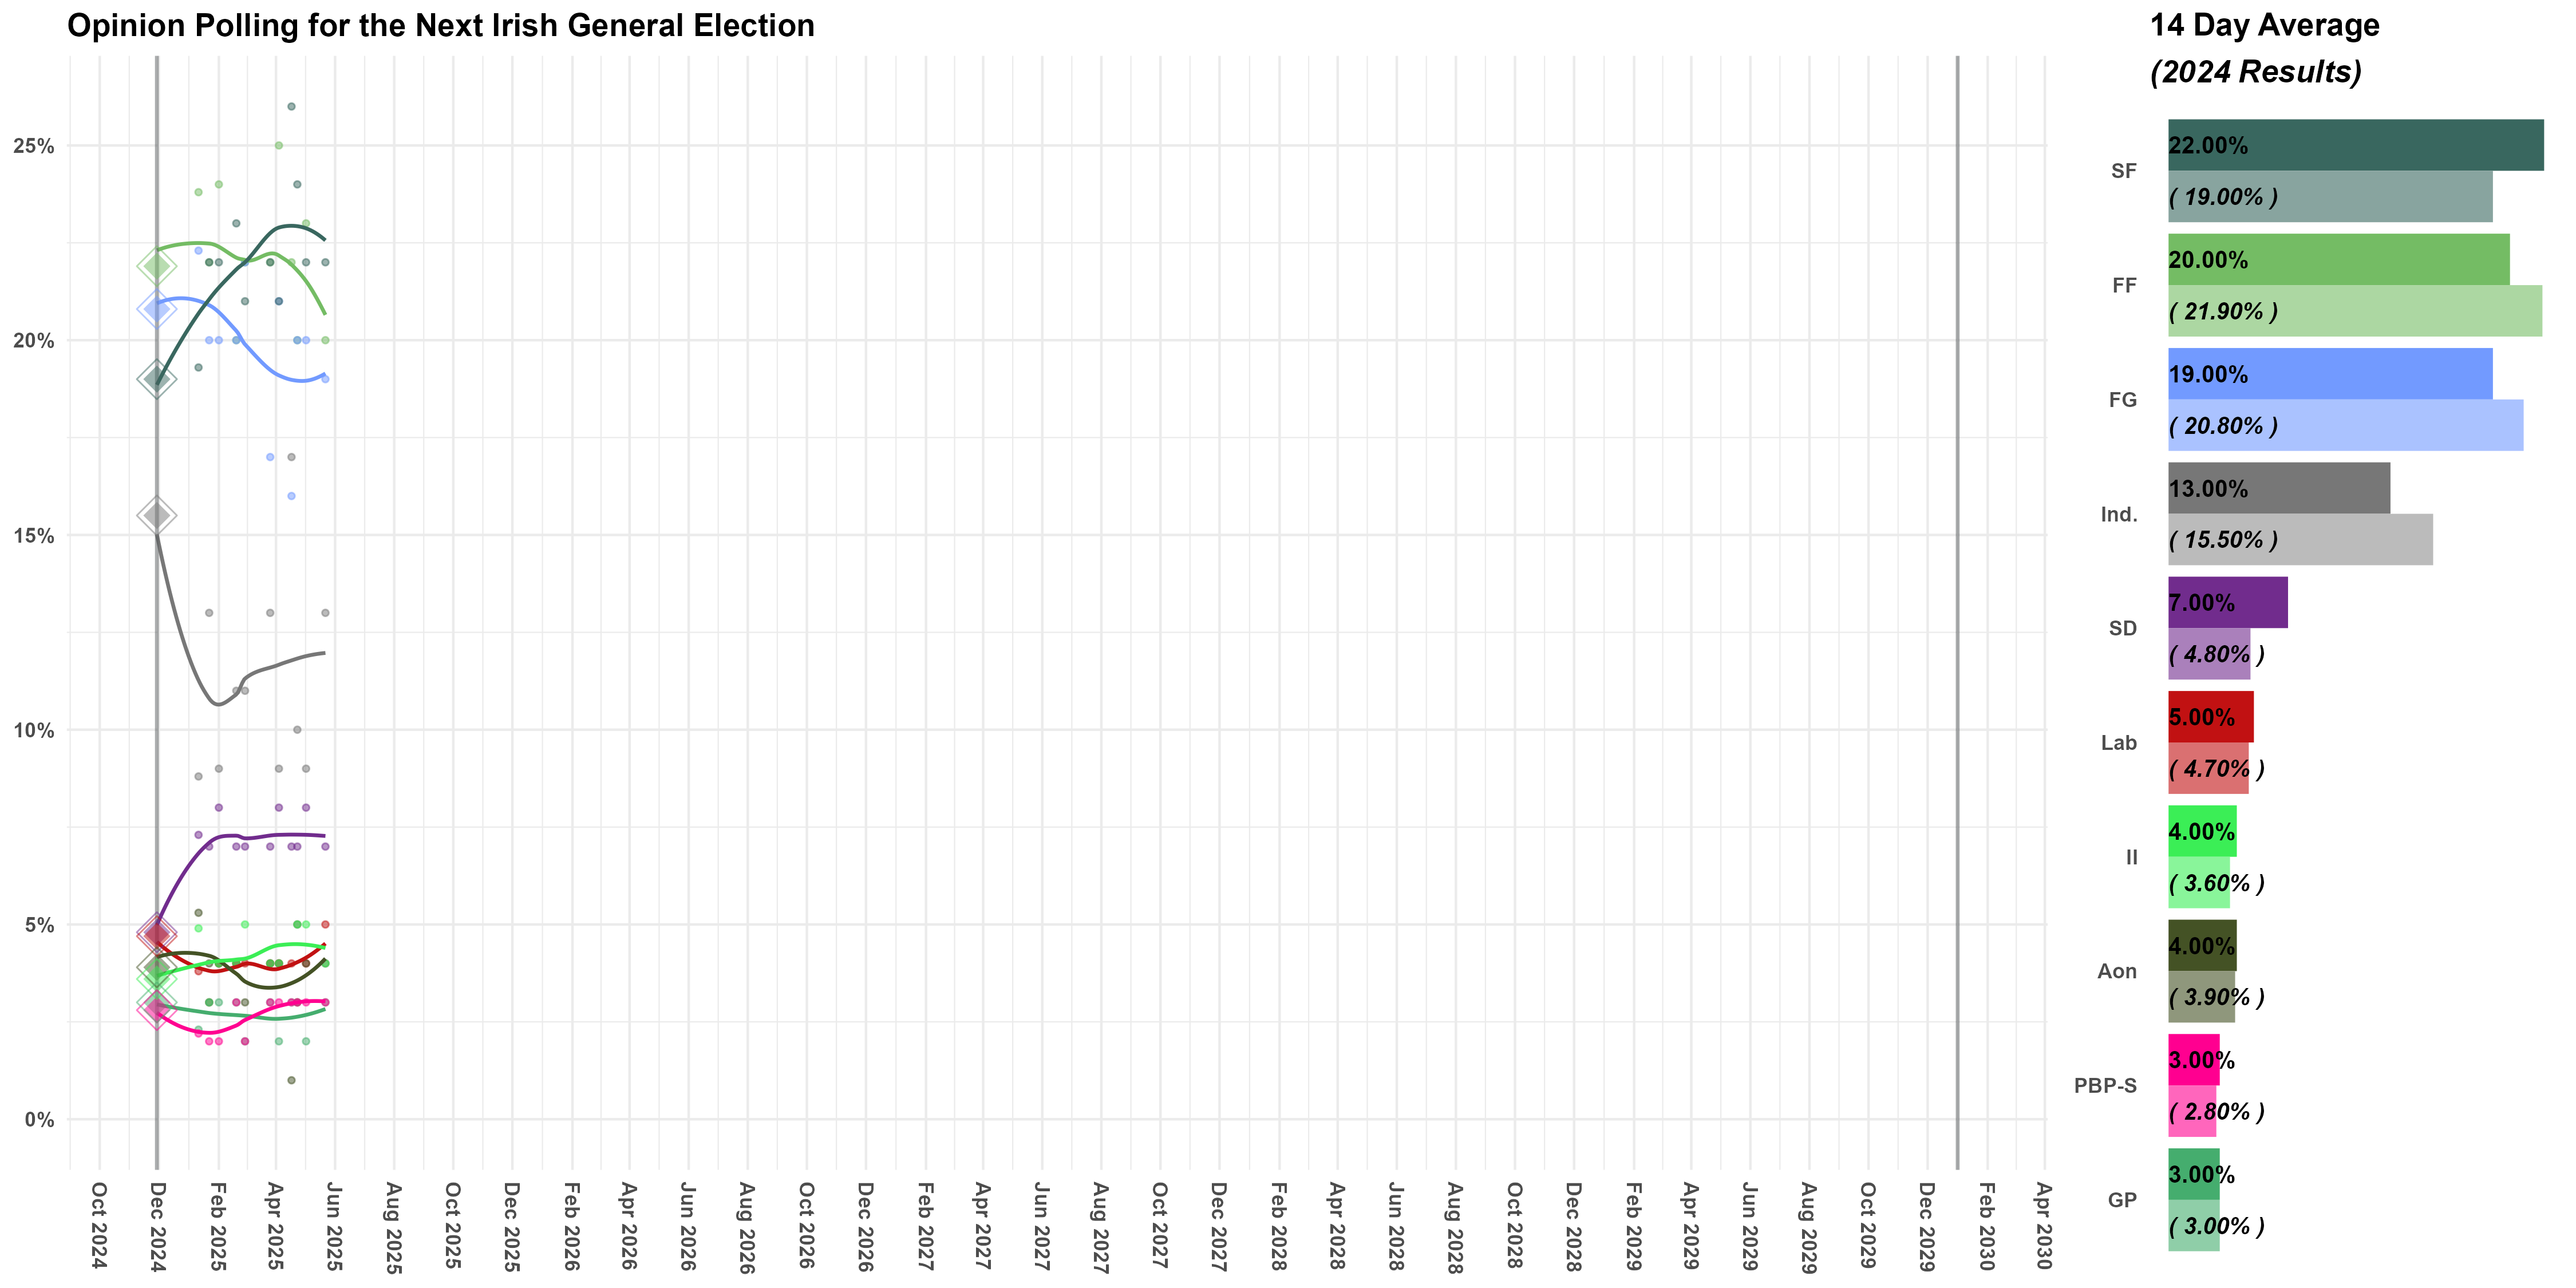 Opinion Polling for the Next Irish General Election
14 Day Average
(2024 Results)
25%
20%
15%
10%
5%
0%
Oct 2024
Dec 2024
Feb 2025
Apr 2025
Jun 2025
Aug 2025
Oct 2025
Dec 2025
Feb 2026
Apr 2026
Jun 2026
Aug 2026
Oct 2026
Dec 2026
Feb 2027
Apr 2027
Jun 2027
Aug 2027
Oct 2027
Dec 2027
Feb 2028
Apr 2028
Jun 2028
Aug 2028
Oct 2028
Dec 2028
Feb 2029
Apr 2029
Jun 2029
Aug 2029
Oct 2029
Dec 2029
Feb 2030
Apr 2030
SF
22.00%
( 19.00% )
FF
20.00%
( 21.90% )
FG
19.00%
( 20.80% )
Ind.
13.00%
( 15.50% )
SD
7.00%
( 4.80% )
Lab
5.00%
( 4.70% )
II
4.00%
( 3.60% )
Aon
4.00%
( 3.90% )
PBP-S
3.00%
( 2.80% )
GP
3.00%
( 3.00% )